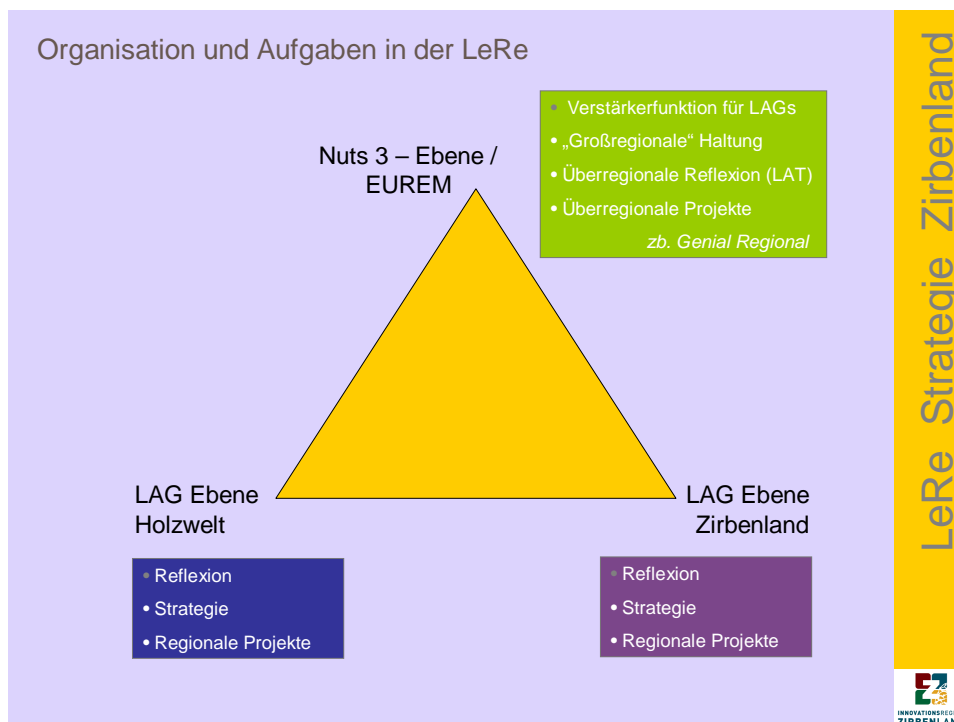 Organisation und Aufgaben in der LeRe
• Verstärkerfunktion für LAGs
• „Großregionale“ Haltung
• Überregionale Reflexion (LAT)
• Überregionale Projekte
zb. Genial Regional
Nuts 3 – Ebene /
EUREM
LAG Ebene
Holzwelt
LAG Ebene
Zirbenland
• Reflexion
• Strategie
• Regionale Projekte
• Reflexion
• Strategie
• Regionale Projekte
LeRe Strategie Zirbenland